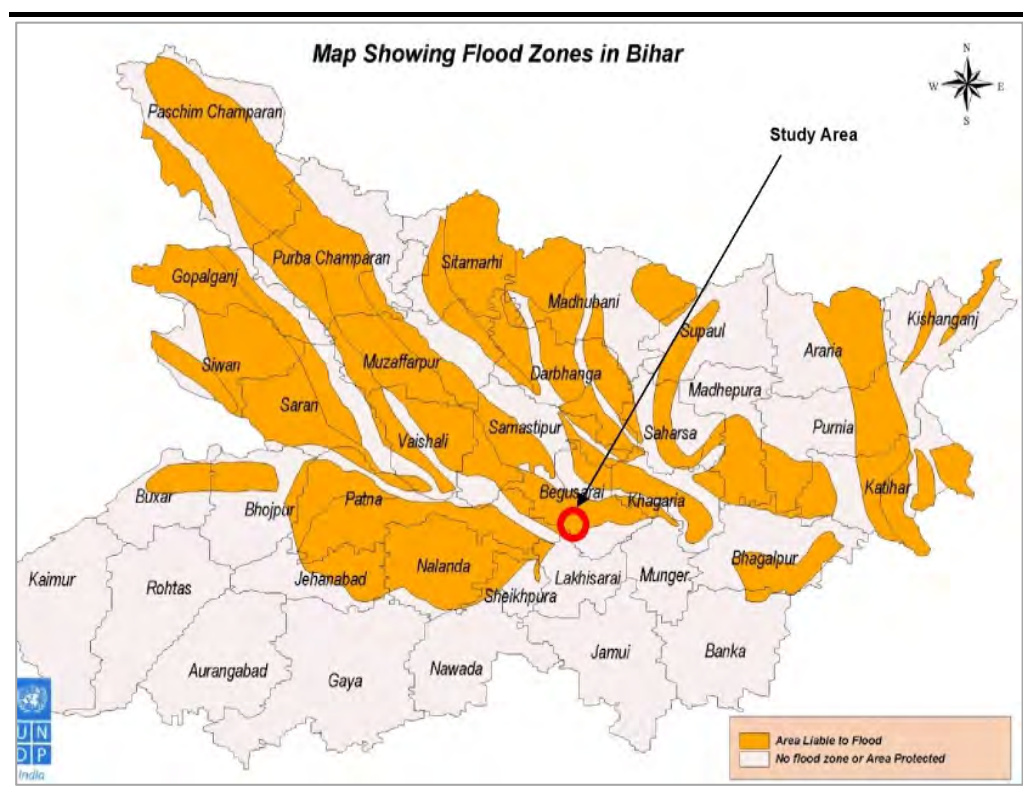 Map Showing Flood Zones in Bihar
N
W E
S
Study Area
Paschim Champaran
Purba Champaran
Sitamarhi
Gopalganj
Madhubani
Kishanganj
Supaul
Araria
Siwan
Muzaffarpur
Darbhanga
Madhepura
Saran
Vaishali
Samastipur
Saharsa
Purnia
Buxar
Bhojpur
Patna
Begusarai
Khagaria
Katihar
Kaimur
Rohtas
Jehanabad
Nalanda
Sheikhpura
Lakhisarai
Munger
Bhagalpur
Aurangabad
Gaya
Nawada
Jamui
Banka
UN
DP
India
Area Liable to Flood
No flood zone or Area Protected